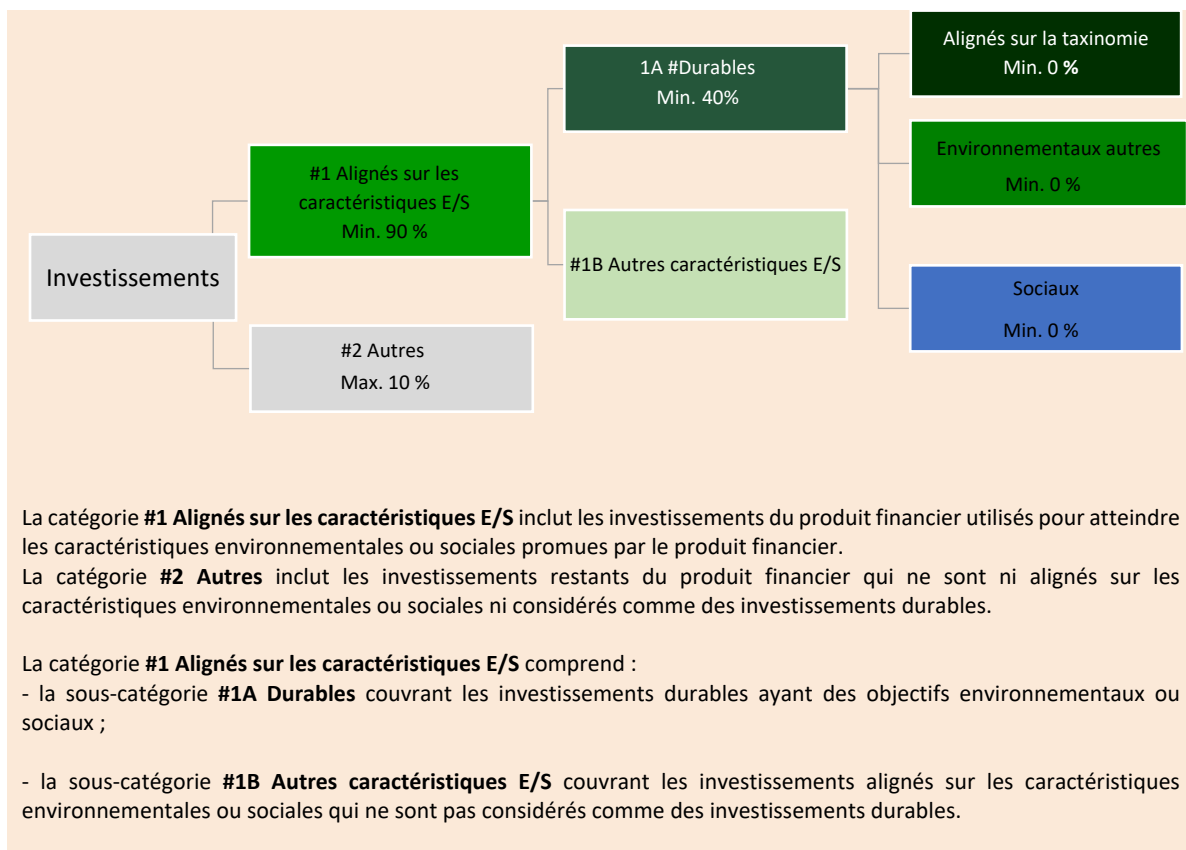 Investissements
#1 Alignés sur les
caractéristiques E/S
Min. 90 %
#2 Autres
Max. 10 %
1A #Durables
Min. 40%
#1B Autres caractéristiques E/S
Alignés sur la taxinomie
Min. 0 %
Environnementaux autres
Min. 0 %
Sociaux
Min. 0 %
La catégorie #1 Alignés sur les caractéristiques E/S inclut les investissements du produit financier utilisés pour atteindre
les caractéristiques environnementales ou sociales promues par le produit financier.
La catégorie #2 Autres inclut les investissements restants du produit financier qui ne sont ni alignés sur les
caractéristiques environnementales ou sociales ni considérés comme des investissements durables.
La catégorie #1 Alignés sur les caractéristiques E/S comprend :
- la sous-catégorie #1A Durables couvrant les investissements durables ayant des objectifs environnementaux ou
sociaux ;
- la sous-catégorie #1B Autres caractéristiques E/S couvrant les investissements alignés sur les caractéristiques
environnementales ou sociales qui ne sont pas considérés comme des investissements durables.